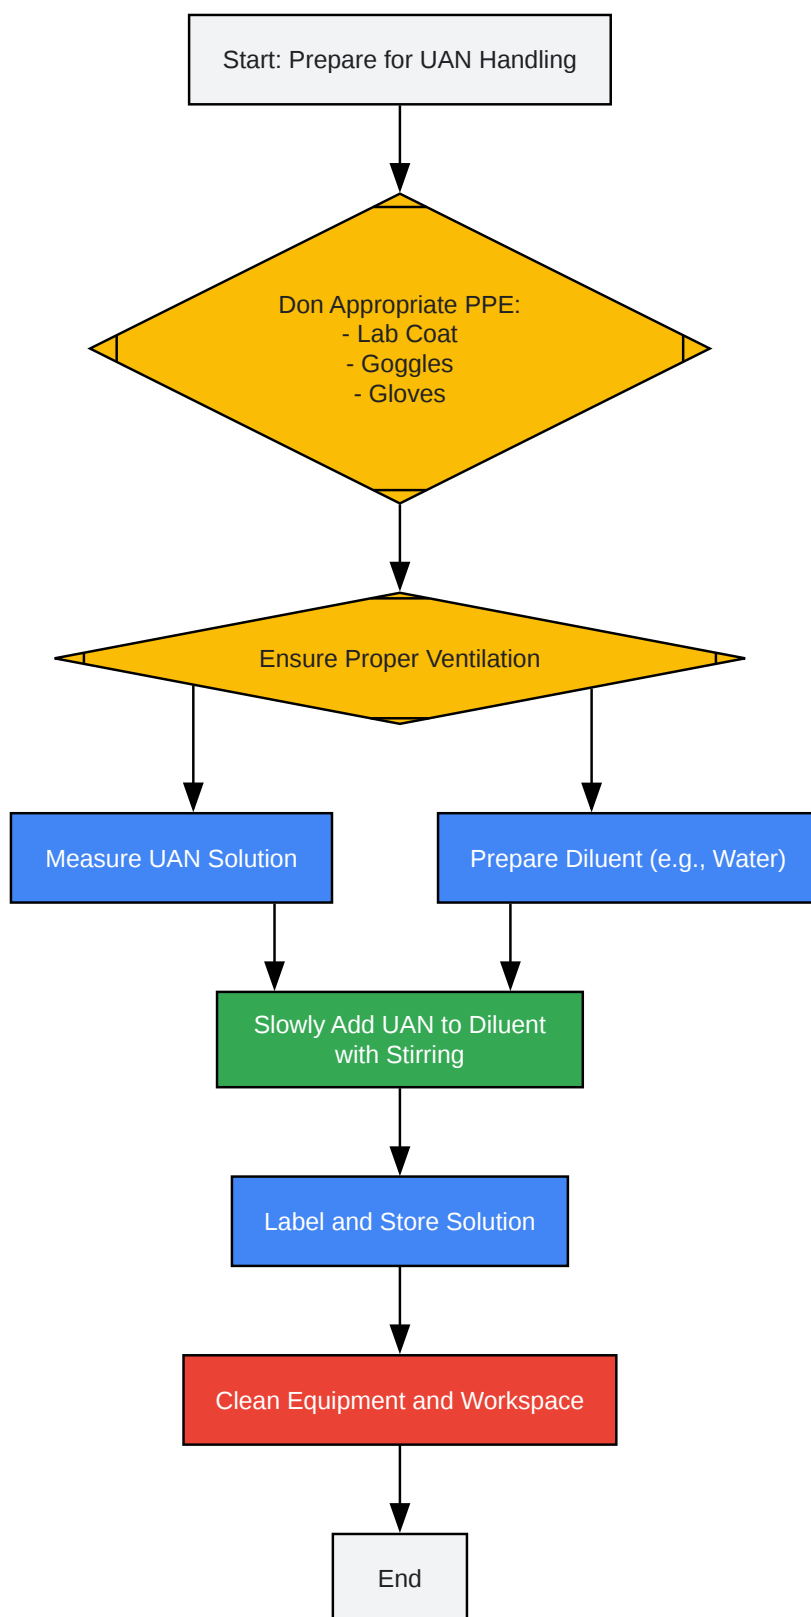 Start: Prepare for UAN Handling
Don Appropriate PPE:
- Lab Coat
- Goggles
- Gloves
Ensure Proper Ventilation
Measure UAN Solution
Prepare Diluent (e.g., Water)
Slowly Add UAN to Diluent
with Stirring
Label and Store Solution
Clean Equipment and Workspace
End